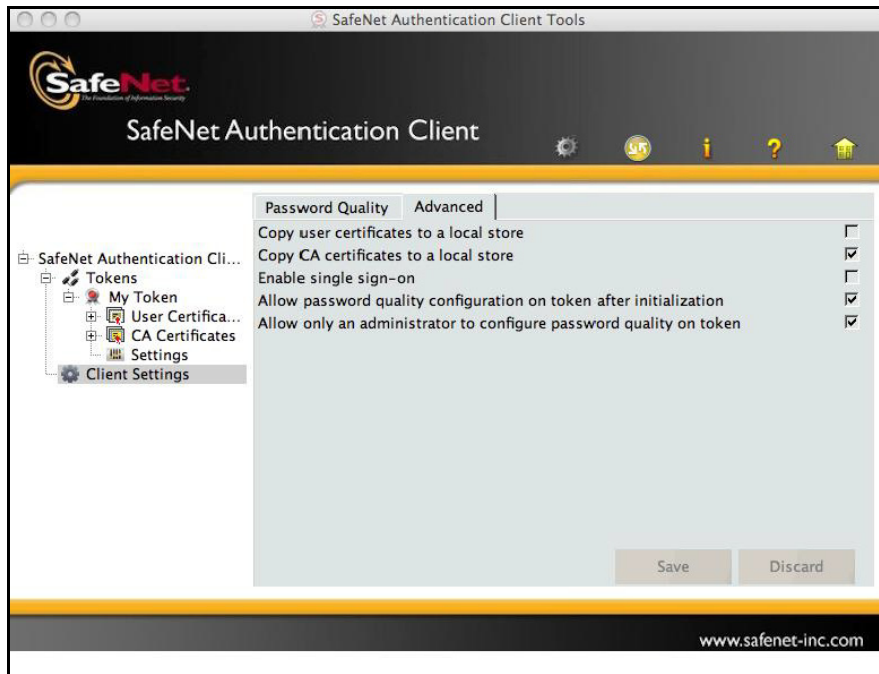 SafeNet Authentication Client Tools
SafeNet.
The Foundation of Information Security
SafeNet Authentication Client
Password Quality
Advanced
Copy user certificates to a local store
Copy CA certificates to a local store
Enable single sign-on
Allow password quality configuration on token after initialization
Allow only an administrator to configure password quality on token
SafeNet Authentication Cli...
Tokens
My Token
User Certifica...
CA Certificates
Settings
Client Settings
Save
Discard
www.safenet-inc.com